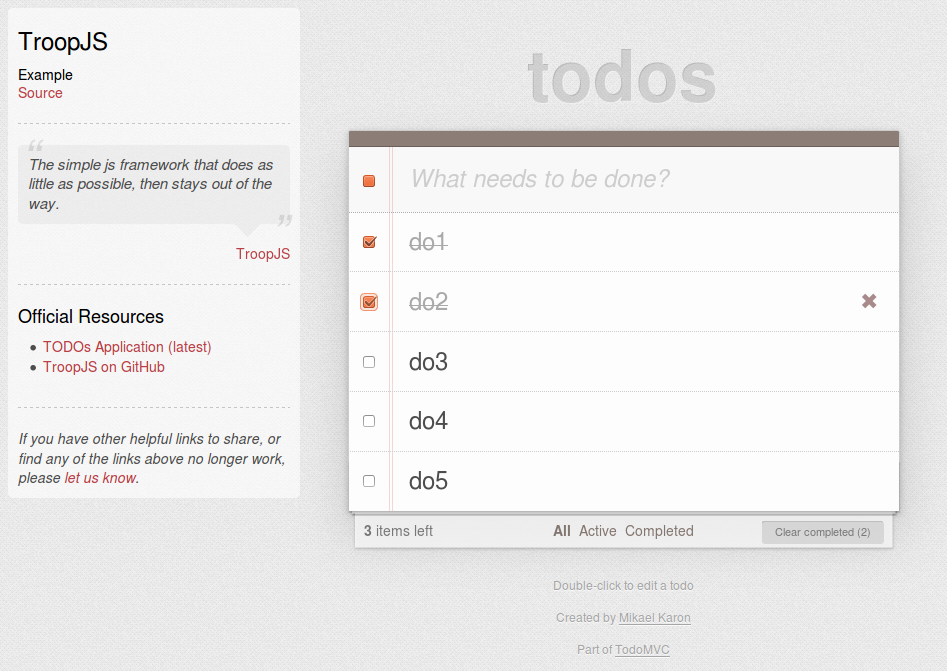 TroopJS
Example
Source
“
The simple js framework that does as
little as possible, then stays out of the
way.
”
TroopJS
Official Resources
• TODOs Application (latest)
• TroopJS on GitHub
If you have other helpful links to share, or
find any of the links above no longer work,
please let us know.
todos
What needs to be done?
do1
do2 ✖
do3
do4
do5
3 items left All Active Completed Clear completed (2)
Double-click to edit a todo
Created by Mikael Karon
Part of TodoMVC